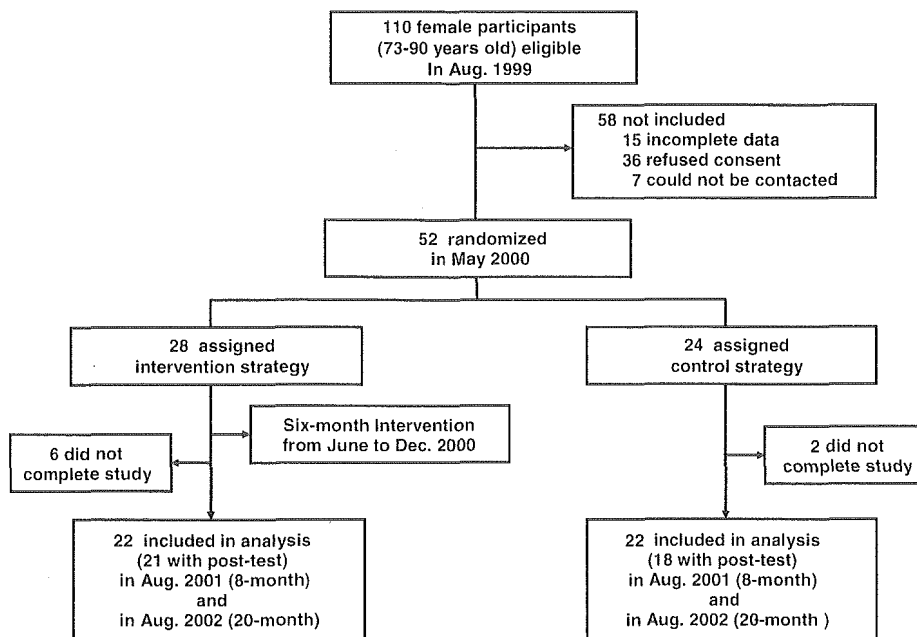 110 female participants
(73-90 years old) eligible
In Aug. 1999
58 not included
15 incomplete data
36 refused consent
7 could not be contacted
52 randomized
in May 2000
28 assigned
intervention strategy
24 assigned
control strategy
Six-month Intervention
from June to Dec. 2000
6 did not
complete study
2 did not
complete study
22 included in analysis
(21 with post-test)
in Aug. 2001 (8-month)
and
in Aug. 2002 (20-month)
22 included in analysis
(18 with post-test)
in Aug. 2001 (8-month)
and
in Aug. 2002 (20-month )